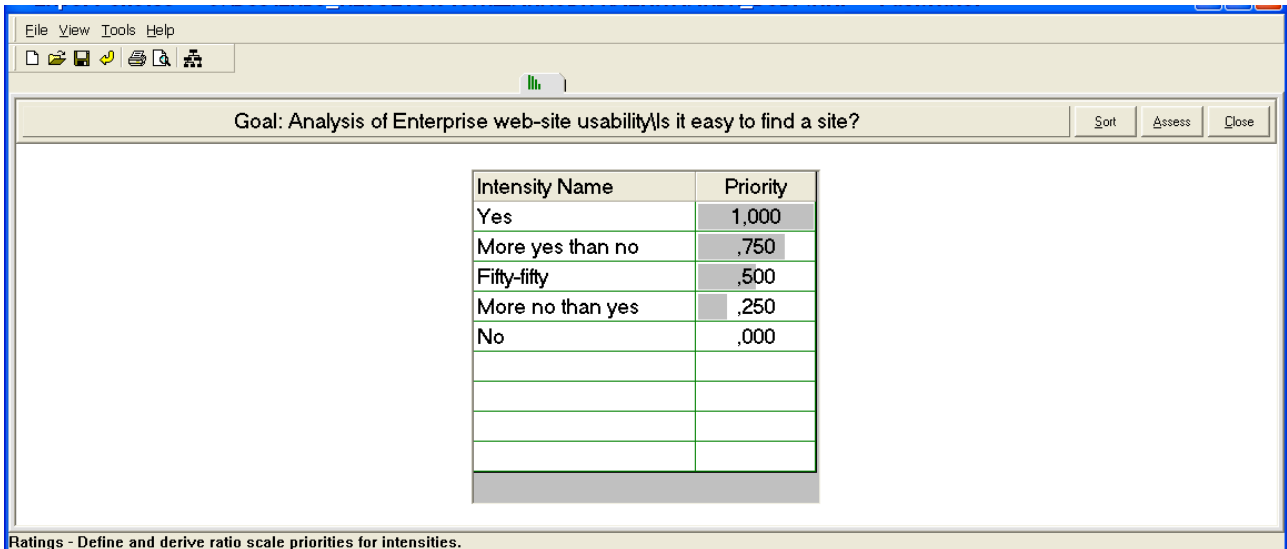 File View Tools Help
Goal: Analysis of Enterprise web-site usability\Is it easy to find a site?
Sort Assess Close
Intensity Name Priority
Yes 1,000
More yes than no ,750
Fifty-fifty ,500
More no than yes ,250
No ,000
Ratings - Define and derive ratio scale priorities for intensities.